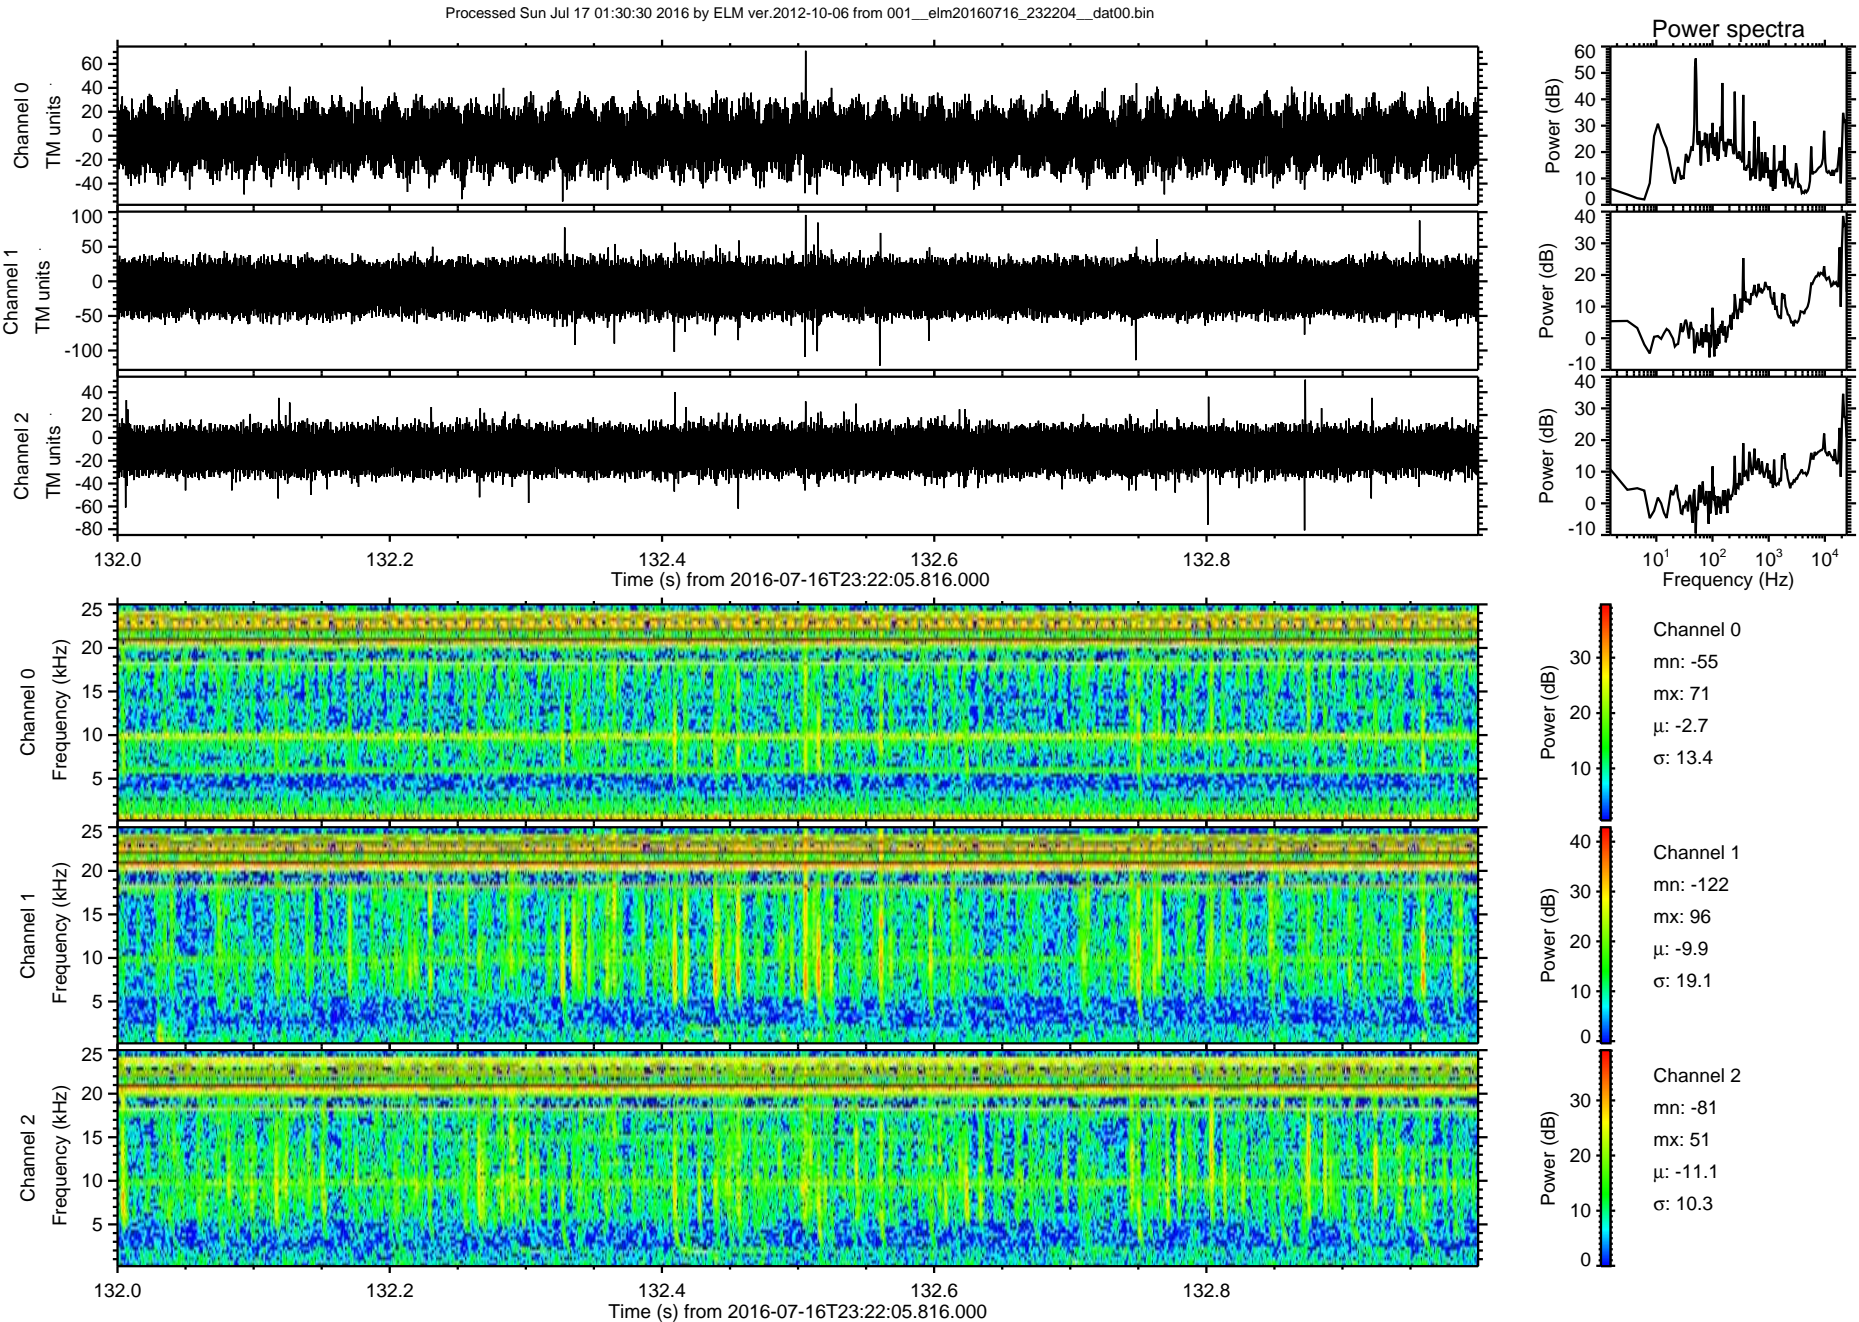 Processed Sun Jul 17 01:30:30 2016 by ELM ver.2012-10-06 from 001__elm20160716_232204__dat00.bin
Power spectra
Channel 0
TM units
60
40
20
0
-20
-40
Power (dB)
60
50
40
30
20
10
0
Channel 1
TM units
100
50
0
-50
-100
Power (dB)
40
30
20
10
0
-10
Channel 2
TM units
40
20
0
-20
-40
-60
-80
Power (dB)
40
30
20
10
0
-10
132.0 132.2 132.4 132.6 132.8
Time (s) from 2016-07-16T23:22:05.816.000
10¹ 10² 10³ 10⁴
Frequency (Hz)
Channel 0
Frequency (kHz)
25
20
15
10
5
Power (dB)
30
20
10
Channel 0
mn: -55
mx: 71
μ: -2.7
σ: 13.4
Channel 1
Frequency (kHz)
25
20
15
10
5
Power (dB)
40
30
20
10
0
Channel 1
mn: -122
mx: 96
μ: -9.9
σ: 19.1
Channel 2
Frequency (kHz)
25
20
15
10
5
Power (dB)
30
20
10
0
Channel 2
mn: -81
mx: 51
μ: -11.1
σ: 10.3
132.0 132.2 132.4 132.6 132.8
Time (s) from 2016-07-16T23:22:05.816.000